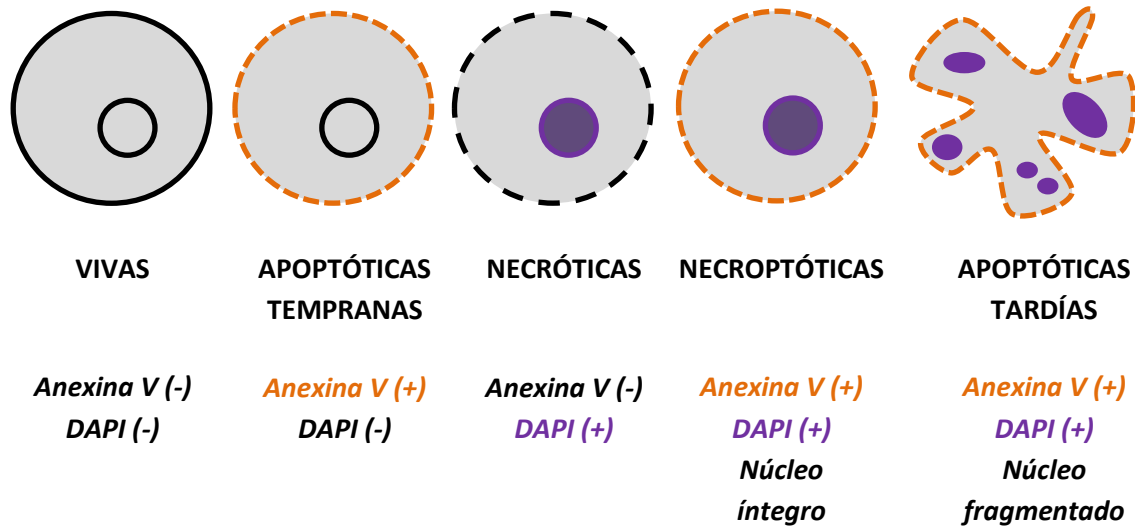 VIVAS
APOPTÓTICAS
TEMPRANAS
NECRÓTICAS
NECROPTÓTICAS
APOPTÓTICAS
TARDÍAS
Anexina V (-)
DAPI (-)
Anexina V (+)
DAPI (-)
Anexina V (-)
DAPI (+)
Anexina V (+)
DAPI (+)
Núcleo
íntegro
Anexina V (+)
DAPI (+)
Núcleo
fragmentado